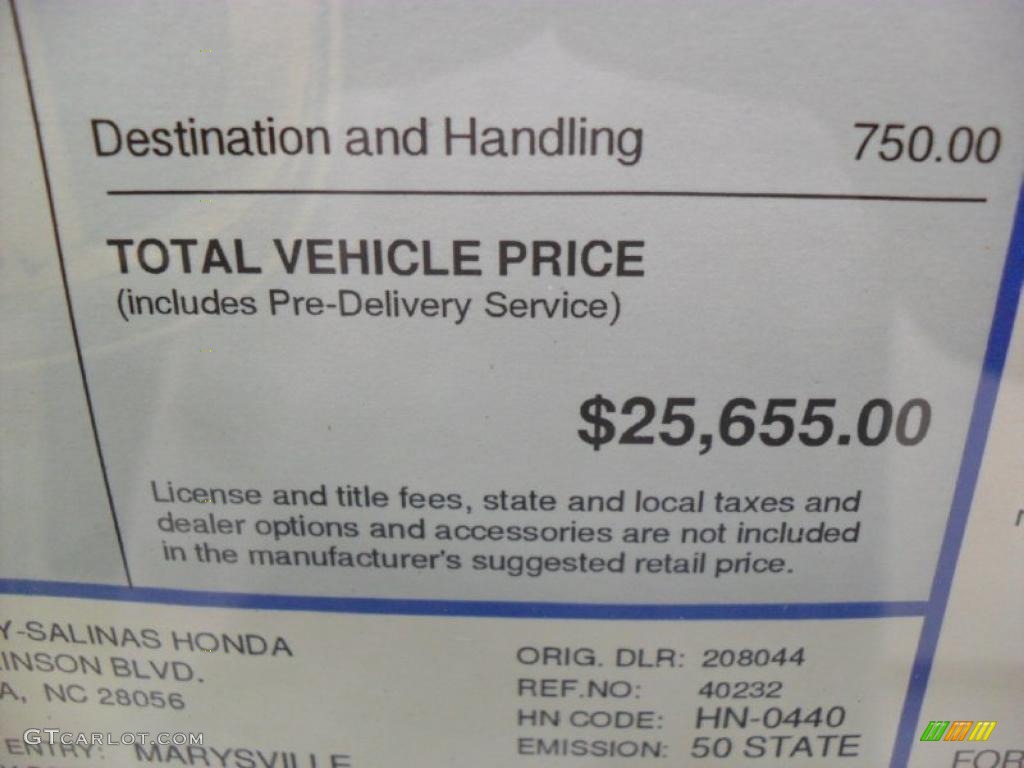 Destination and Handling 750.00
TOTAL VEHICLE PRICE
(includes Pre-Delivery Service)
$25,655.00
License and title fees, state and local taxes and
dealer options and accessories are not included
in the manufacturer's suggested retail price.
Y-SALINAS HONDA
INSON BLVD.
A, NC 28056
ENTRY: MARYSVILLE
ORIG. DLR: 208044
REF.NO: 40232
HN CODE: HN-0440
EMISSION: 50 STATE
FOR
GTCARLOT.COM